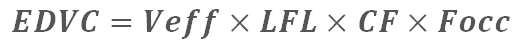 EDVC = Veff × LFL × CF × Focc